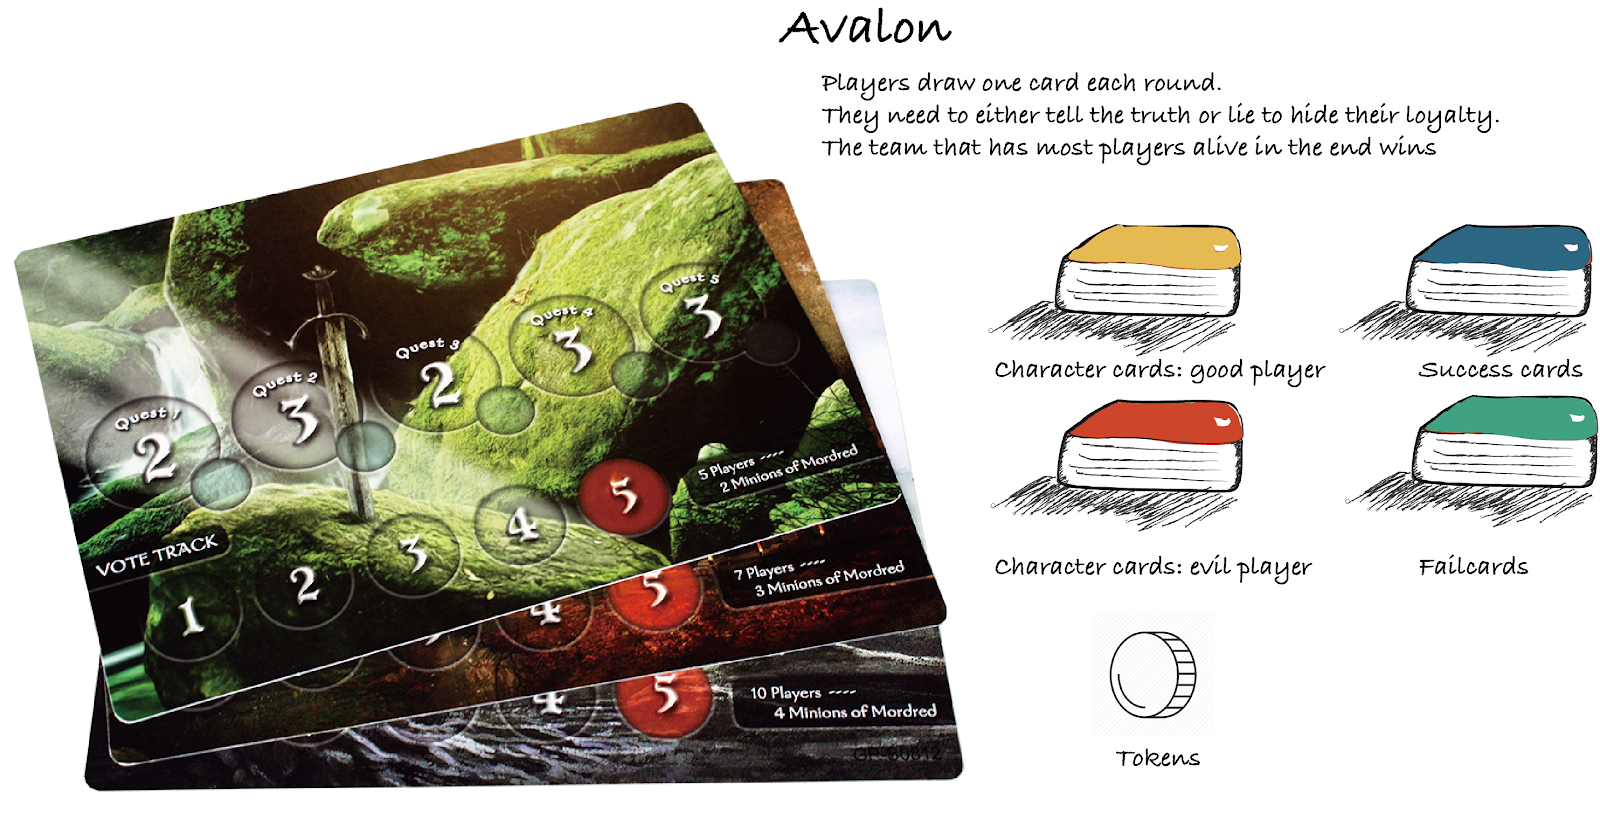 Avalon
Players draw one card each round.
They need to either tell the truth or lie to hide their loyalty.
The team that has most players alive in the end wins
Quest 1
2
Quest 2
3
Quest 3
2
Quest 4
3
Quest 5
3
5 Players ----
2 Minions of Mordred
VOTE TRACK
1
2
3
4
5
7 Players ----
3 Minions of Mordred
4
5
10 Players ----
4 Minions of Mordred
4
5
GP-80812
Character cards: good player
Success cards
Character cards: evil player
Failcards
Tokens